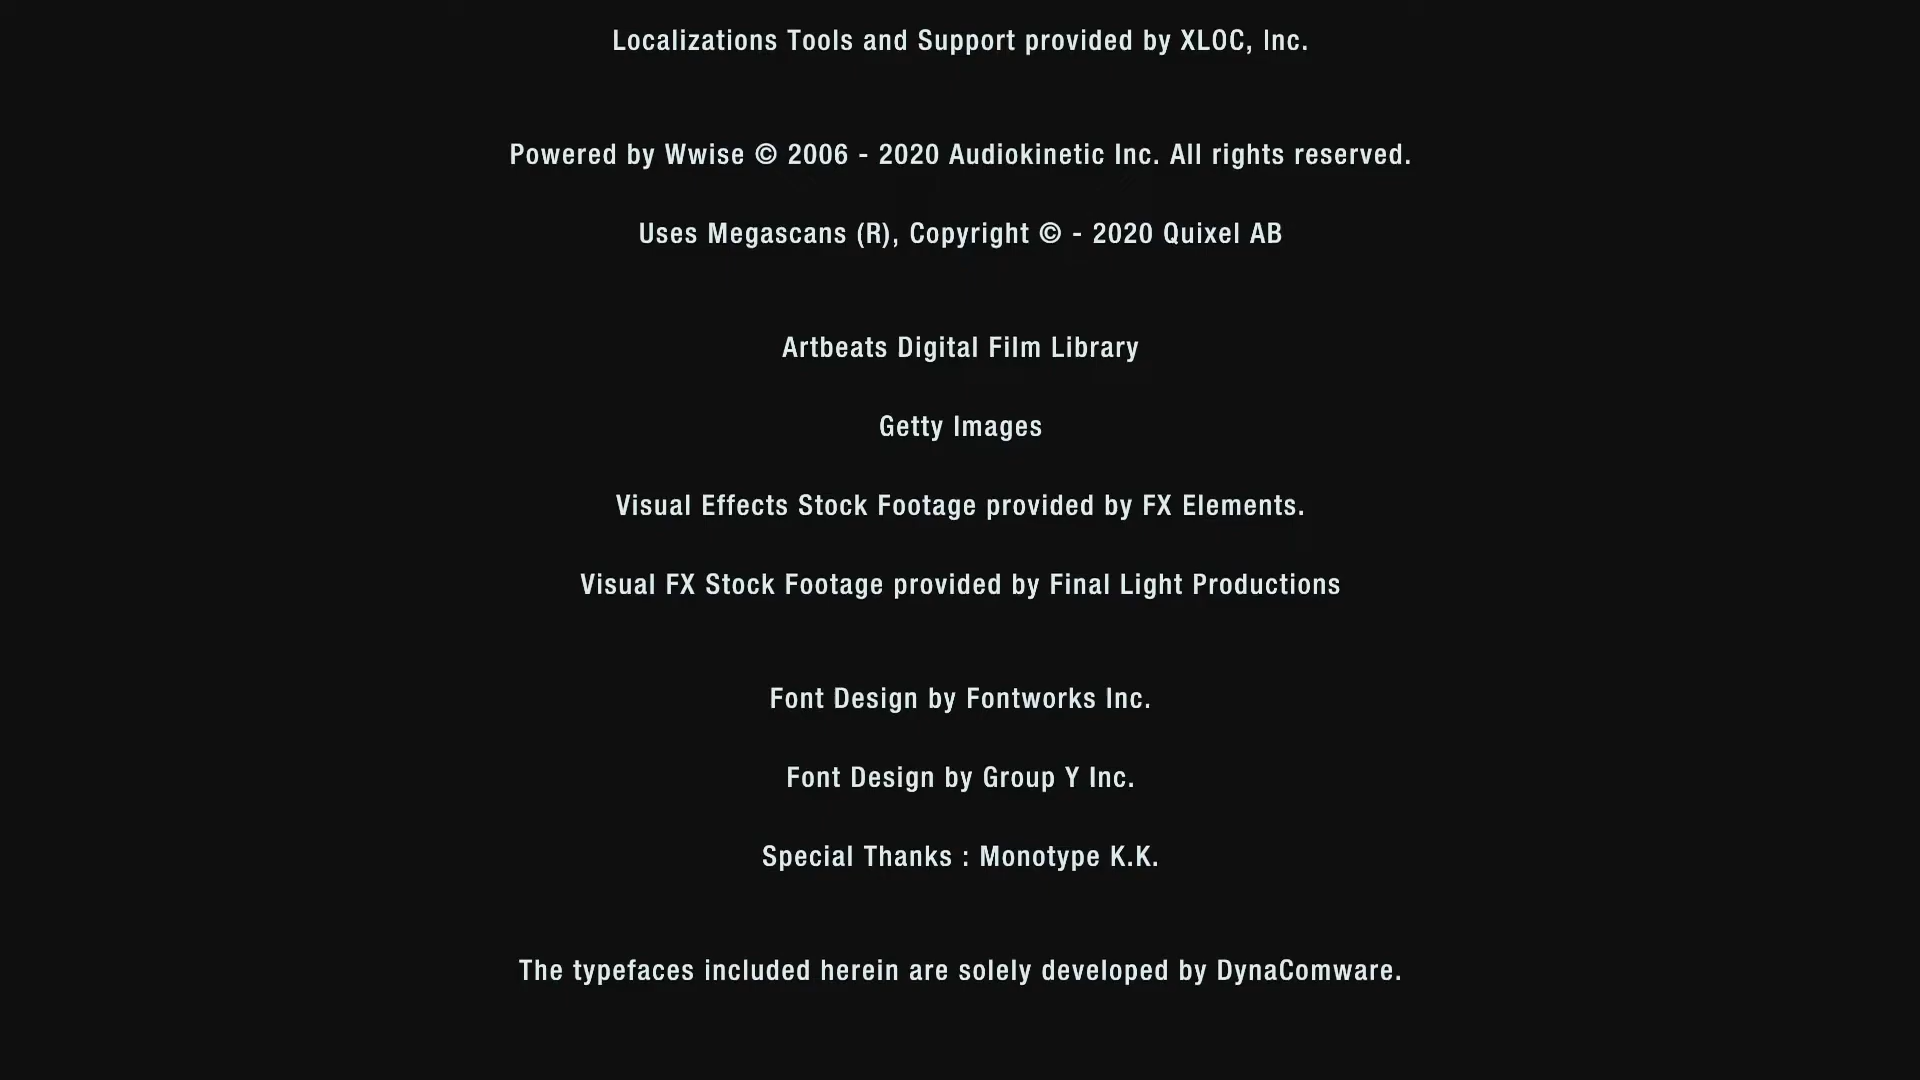 Localizations Tools and Support provided by XLOC, Inc.
Powered by Wwise © 2006 - 2020 Audiokinetic Inc. All rights reserved.
Uses Megascans (R), Copyright © - 2020 Quixel AB
Artbeats Digital Film Library
Getty Images
Visual Effects Stock Footage provided by FX Elements.
Visual FX Stock Footage provided by Final Light Productions
Font Design by Fontworks Inc.
Font Design by Group Y Inc.
Special Thanks : Monotype K.K.
The typefaces included herein are solely developed by DynaComware.